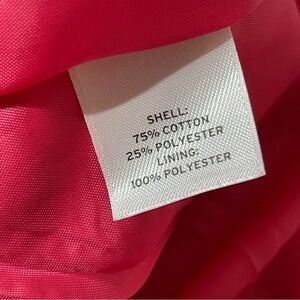 SHELL:
75% COTTON
25% POLYESTER
LINING:
100% POLYESTER